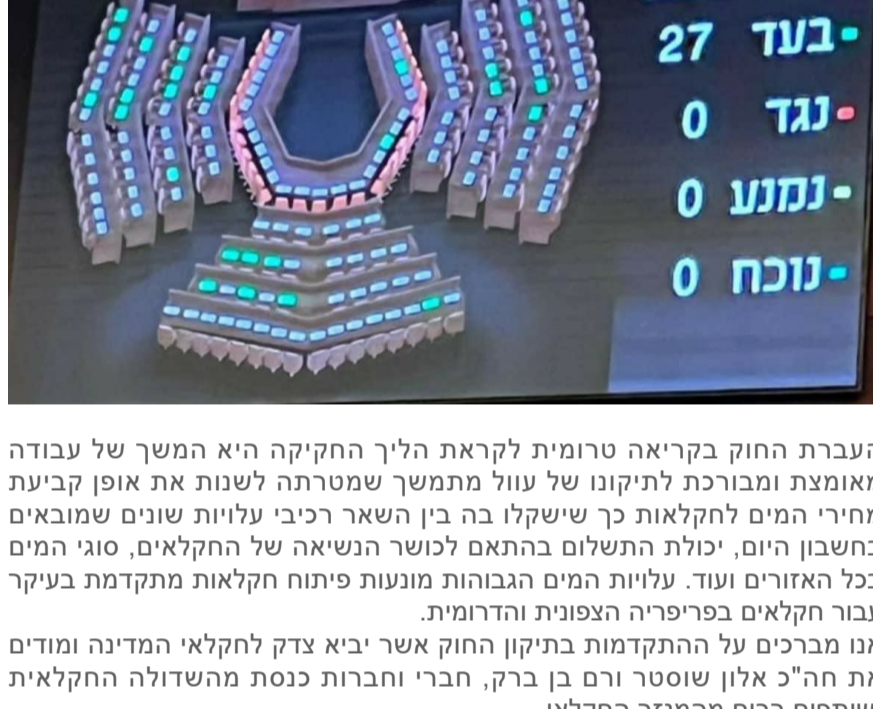 בעד 27
נגד 0
נמנע 0
נוכח 0
העברת החוק בקריאה טרומית לקראת הליך החקיקה היא המשך של עבודה
מאומצת ומבורכת לתיקונו של עוול מתמשך שמטרתה לשנות את אופן קביעת
מחירי המים לחקלאות כך שישקלו בה בין השאר רכיבי עלויות שונים שמובאים
בחשבון היום, יכולת התשלום בהתאם לכושר הנשיאה של החקלאים, סוגי המים
בכל האזורים ועוד. עלויות המים הגבוהות מונעות פיתוח חקלאות מתקדמת בעיקר
עבור חקלאים בפריפריה הצפונית והדרומית.
אנו מברכים על ההתקדמות בתיקון החוק אשר יביא צדק לחקלאי המדינה ומודים
את חה"כ אלון שוסטר ורם בן ברק, חברי וחברות כנסת מהשדולה החקלאית